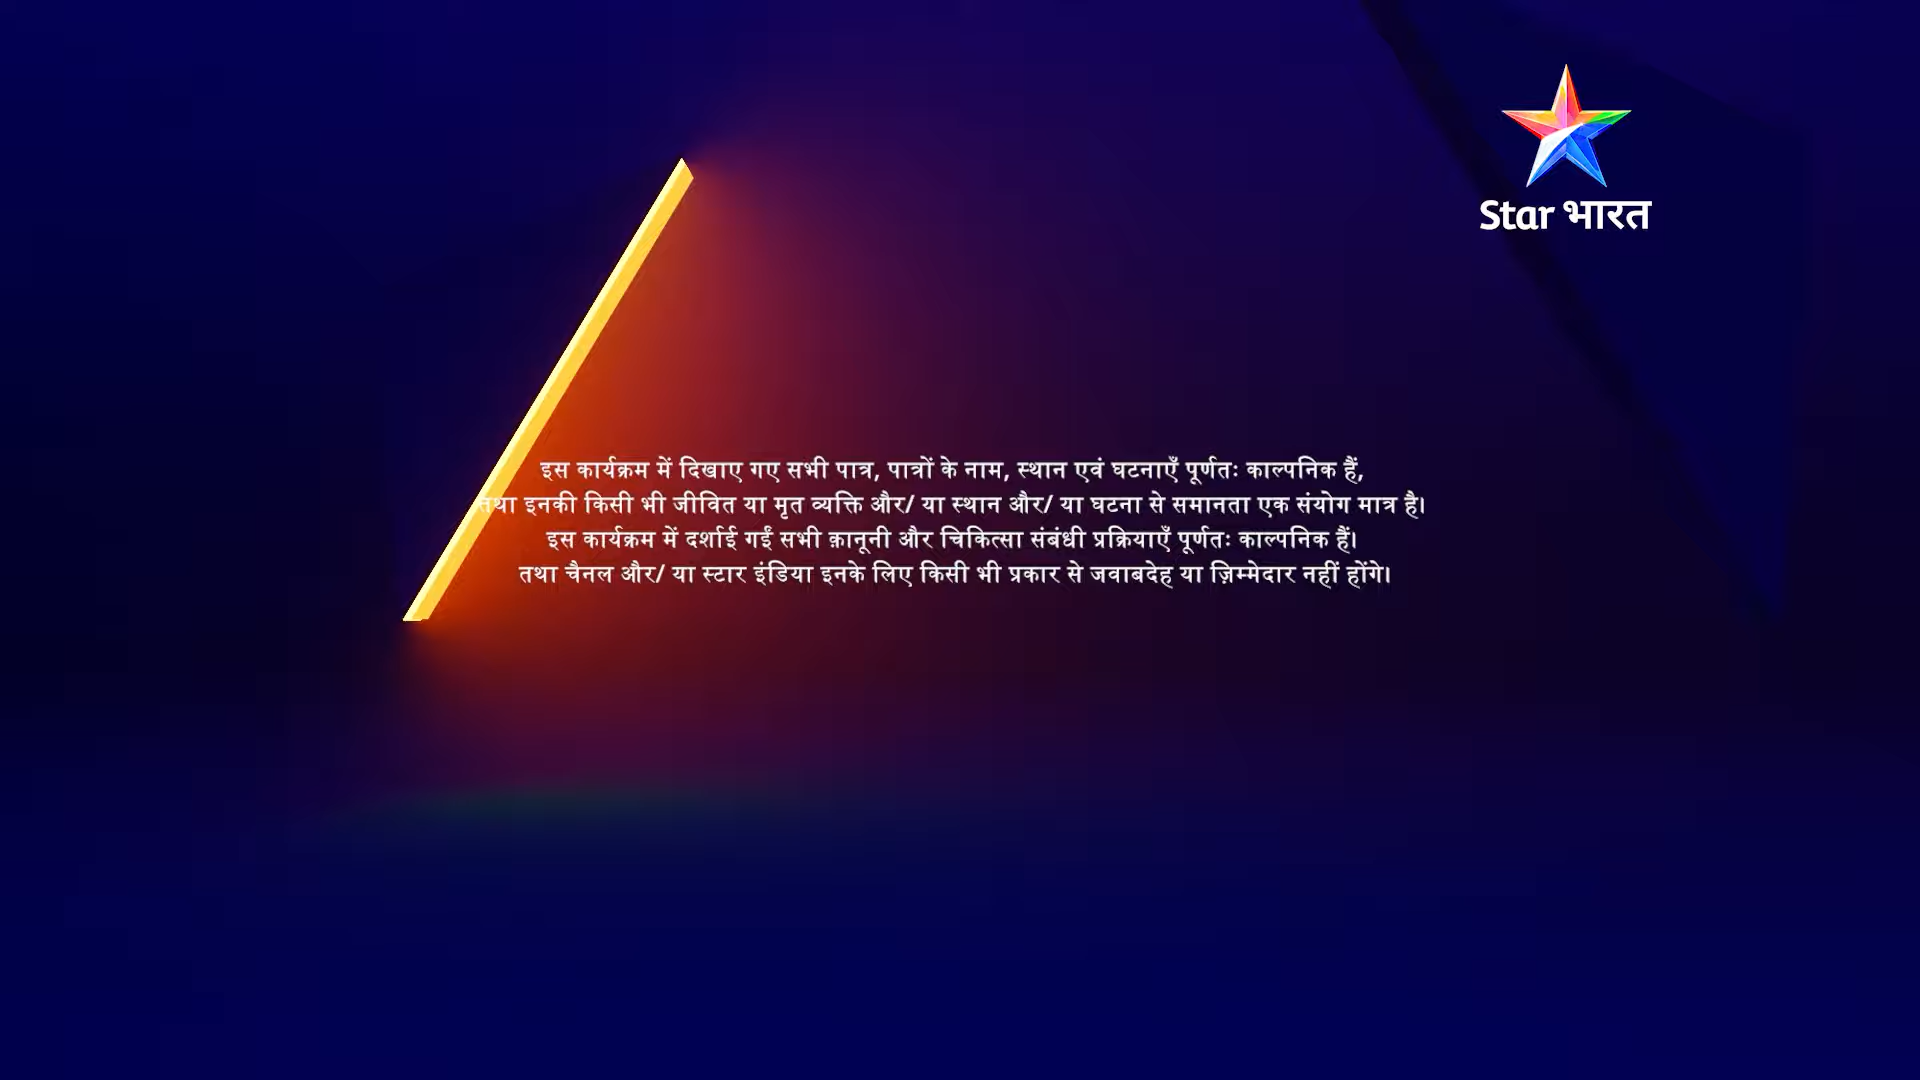 Star भारत
इस कार्यक्रम में दिखाए गए सभी पात्र, पात्रों के नाम, स्थान एवं घटनाएँ पूर्णतः काल्पनिक हैं,
तथा इनकी किसी भी जीवित या मृत व्यक्ति और/ या स्थान और/ या घटना से समानता एक संयोग मात्र है।
इस कार्यक्रम में दर्शाई गईं सभी क़ानूनी और चिकित्सा संबंधी प्रक्रियाएँ पूर्णतः काल्पनिक हैं।
तथा चैनल और/ या स्टार इंडिया इनके लिए किसी भी प्रकार से जवाबदेह या ज़िम्मेदार नहीं होंगे।